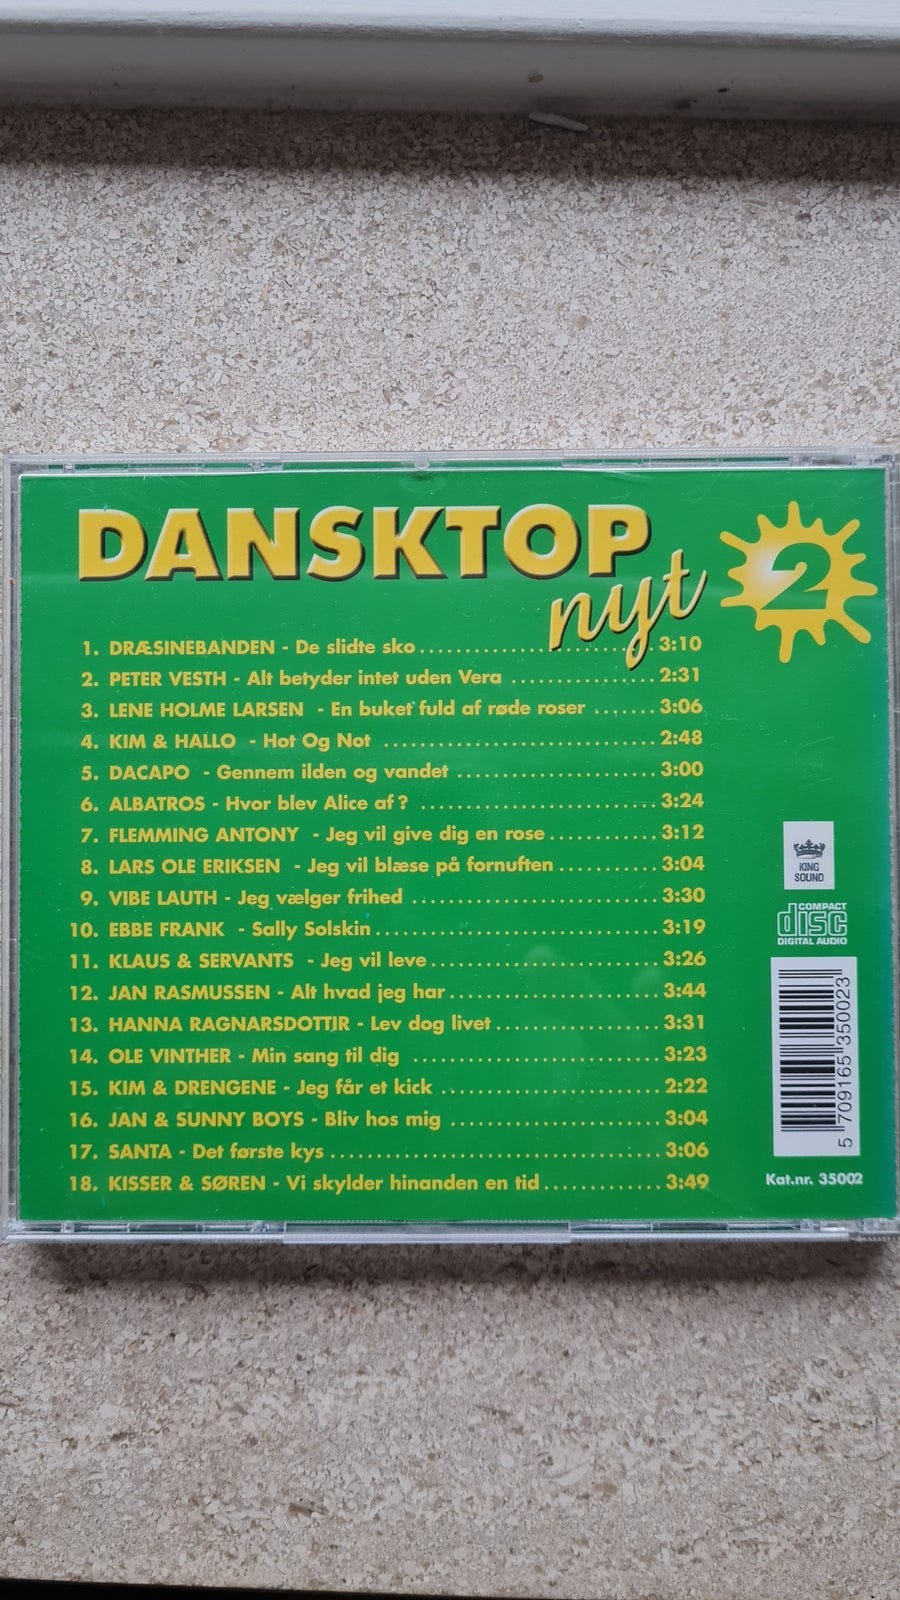 DANSKTOP
nyt
2
1. DRÆSINEBANDEN - De slidte sko........................3:10
2. PETER VESTH - Alt betyder intet uden Vera ................2:31
3. LENE HOLME LARSEN - En buket fuld af røde roser .......3:06
4. KIM & HALLO - Hot Og Not ...............................2:48
5. DACAPO - Gennem ilden og vandet .......................3:00
6. ALBATROS - Hvor blev Alice af? ...........................3:24
7. FLEMMING ANTONY - Jeg vil give dig en rose............3:12
8. LARS OLE ERIKSEN - Jeg vil blæse på fornuften............3:04
9. VIBE LAUTH - Jeg vælger frihed ............................3:30
10. EBBE FRANK - Sally Solskin................................3:19
11. KLAUS & SERVANTS - Jeg vil leve..........................3:26
12. JAN RASMUSSEN - Alt hvad jeg har........................3:44
13. HANNA RAGNARSDOTTIR - Lev dog livet..................3:31
14. OLE VINTHER - Min sang til dig ............................3:23
15. KIM & DRENGENE - Jeg får et kick ........................2:22
16. JAN & SUNNY BOYS - Bliv hos mig .......................3:04
17. SANTA - Det første kys.....................................3:06
18. KISSER & SØREN - Vi skylder hinanden en tid.............3:49
KING
SOUND
COMPACT
disc
DIGITAL AUDIO
5 709165 350023
Kat.nr. 35002